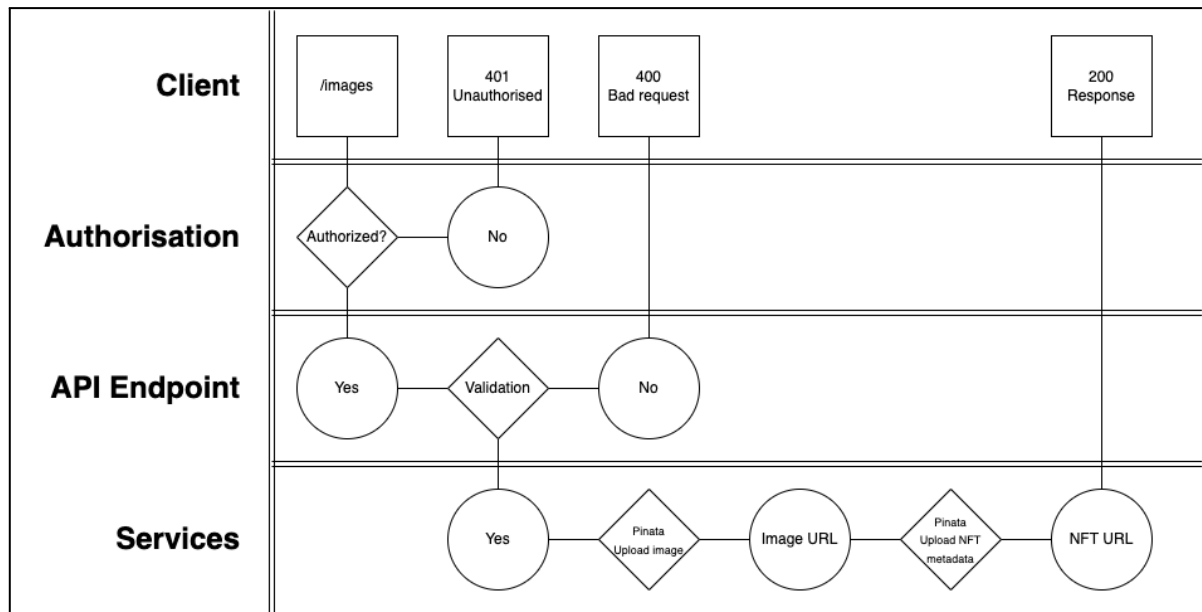 Client
/images
401
Unauthorised
400
Bad request
200
Response
Authorisation
Authorized?
No
API Endpoint
Yes
Validation
No
Services
Yes
Pinata
Upload image
Image URL
Pinata
Upload NFT
metadata
NFT URL